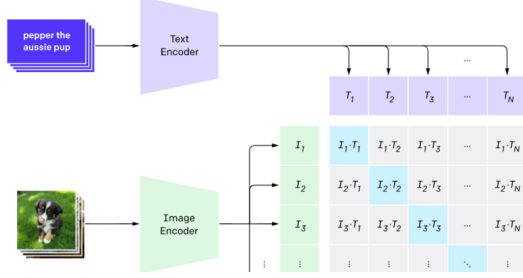 pepper the
aussie pup
Text
Encoder
...
T1 T2 T3 ... TN
I1 I1·T1 I1·T2 I1·T3 ... I1·TN
I2 I2·T1 I2·T2 I2·T3 ... I2·TN
Image
Encoder
I3 I3·T1 I3·T2 I3·T3 ... I3·TN
⋮ ⋮ ⋮ ⋮ ⋱ ⋮